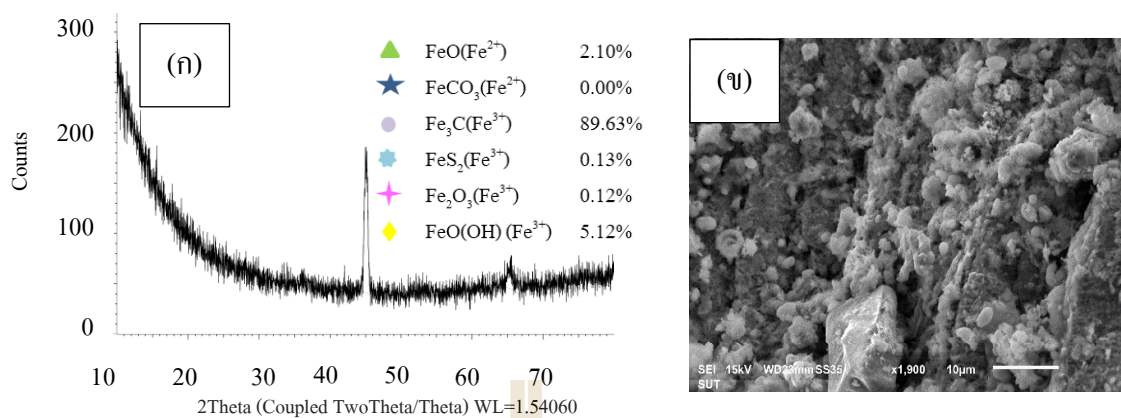 300
200
100
0
Counts
(ก)
FeO(Fe²⁺) 2.10%
FeCO₃(Fe²⁺) 0.00%
Fe₃C(Fe³⁺) 89.63%
FeS₂(Fe³⁺) 0.13%
Fe₂O₃(Fe³⁺) 0.12%
FeO(OH) (Fe³⁺) 5.12%
10 20 30 40 50 60 70
2Theta (Coupled TwoTheta/Theta) WL=1.54060
(ข)
SEI 15kV WD23mm SS35 x1,900 10µm
SUT